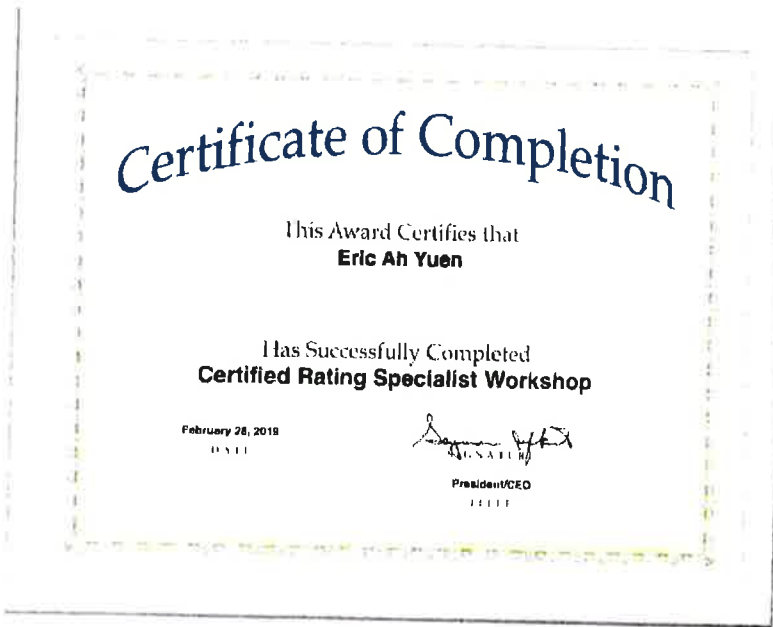 Certificate of Completion
This Award Certifies that
Eric Ah Yuen
Has Successfully Completed
Certified Rating Specialist Workshop
February 28, 2019
DATE
SIGNATURE
President/CEO
TITLE